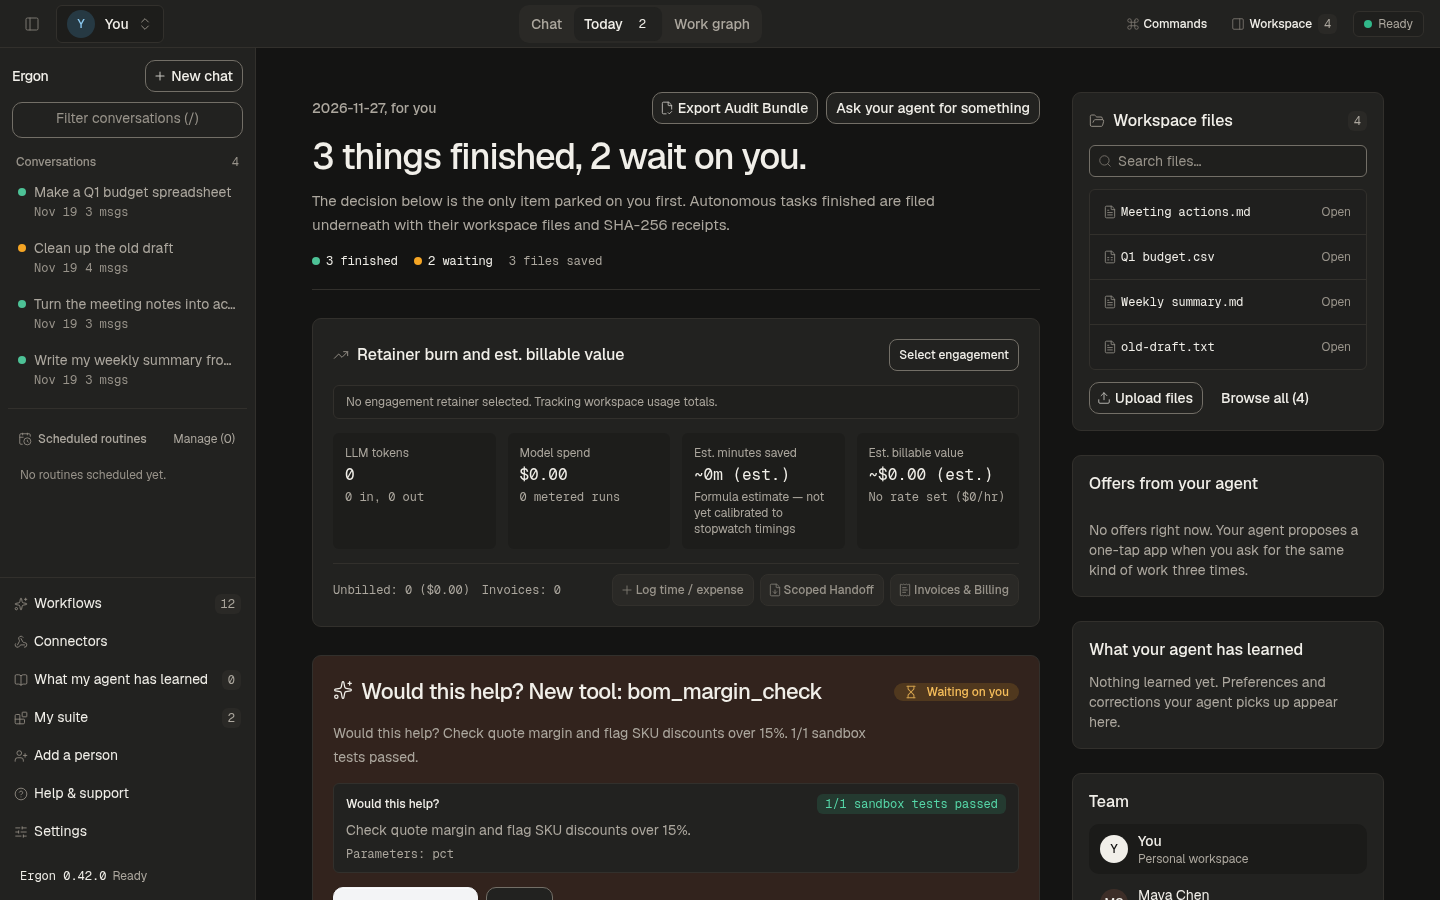 Y You
Chat Today 2 Work graph
Commands Workspace 4 Ready
Ergon
New chat
Filter conversations (/)
Conversations 4
Make a Q1 budget spreadsheet
Nov 19 3 msgs
Clean up the old draft
Nov 19 4 msgs
Turn the meeting notes into ac…
Nov 19 3 msgs
Write my weekly summary fro…
Nov 19 3 msgs
Scheduled routines Manage (0)
No routines scheduled yet.
Workflows 12
Connectors
What my agent has learned 0
My suite 2
Add a person
Help & support
Settings
Ergon 0.42.0 Ready
2026-11-27, for you
Export Audit Bundle
Ask your agent for something
3 things finished, 2 wait on you.
The decision below is the only item parked on you first. Autonomous tasks finished are filed
underneath with their workspace files and SHA-256 receipts.
3 finished 2 waiting 3 files saved
Retainer burn and est. billable value
Select engagement
No engagement retainer selected. Tracking workspace usage totals.
LLM tokens
0
0 in, 0 out
Model spend
$0.00
0 metered runs
Est. minutes saved
~0m (est.)
Formula estimate — not
yet calibrated to
stopwatch timings
Est. billable value
~$0.00 (est.)
No rate set ($0/hr)
Unbilled: 0 ($0.00) Invoices: 0
Log time / expense
Scoped Handoff
Invoices & Billing
Would this help? New tool: bom_margin_check
Waiting on you
Would this help? Check quote margin and flag SKU discounts over 15%. 1/1 sandbox
tests passed.
Would this help?
1/1 sandbox tests passed
Check quote margin and flag SKU discounts over 15%.
Parameters: pct
Workspace files 4
Search files…
Meeting actions.md Open
Q1 budget.csv Open
Weekly summary.md Open
old-draft.txt Open
Upload files
Browse all (4)
Offers from your agent
No offers right now. Your agent proposes a
one-tap app when you ask for the same
kind of work three times.
What your agent has learned
Nothing learned yet. Preferences and
corrections your agent picks up appear
here.
Team
Y You
Personal workspace
Maya Chen